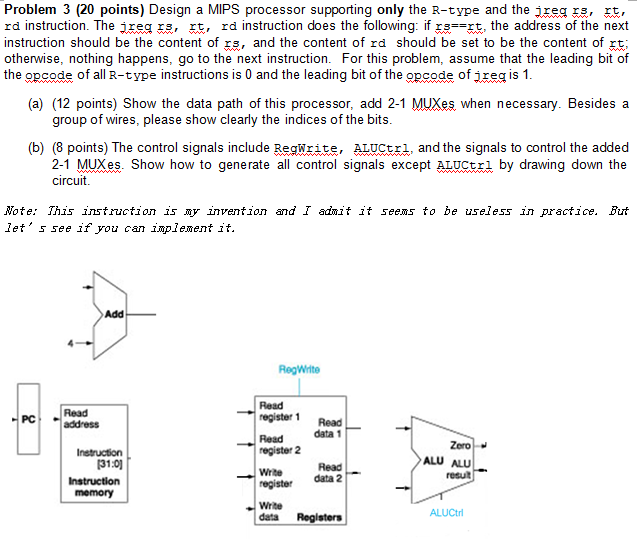 Problem 3 (20 points) Design a MIPS processor supporting only the R-type and the jreq rs, rt,
rd instruction. The jreq rs, rt, rd instruction does the following: if rs==rt, the address of the next
instruction should be the content of rs, and the content of rd should be set to be the content of rt;
otherwise, nothing happens, go to the next instruction. For this problem, assume that the leading bit of
the opcode of all R-type instructions is 0 and the leading bit of the opcode of jreq is 1.
(a) (12 points) Show the data path of this processor, add 2-1 MUXes when necessary. Besides a
group of wires, please show clearly the indices of the bits.
(b) (8 points) The control signals include RegWrite, ALUCtrl, and the signals to control the added
2-1 MUXes. Show how to generate all control signals except ALUCtrl by drawing down the
circuit.
Note: This instruction is my invention and I admit it seems to be useless in practice. But
let's see if you can implement it.
Add
4
RegWrite
PC
Read
address
Instruction
[31:0]
Instruction
memory
Read
register 1
Read
data 1
Read
register 2
Write
register
Read
data 2
Write
data
Registers
Zero
ALU
ALU
result
ALUCtrl